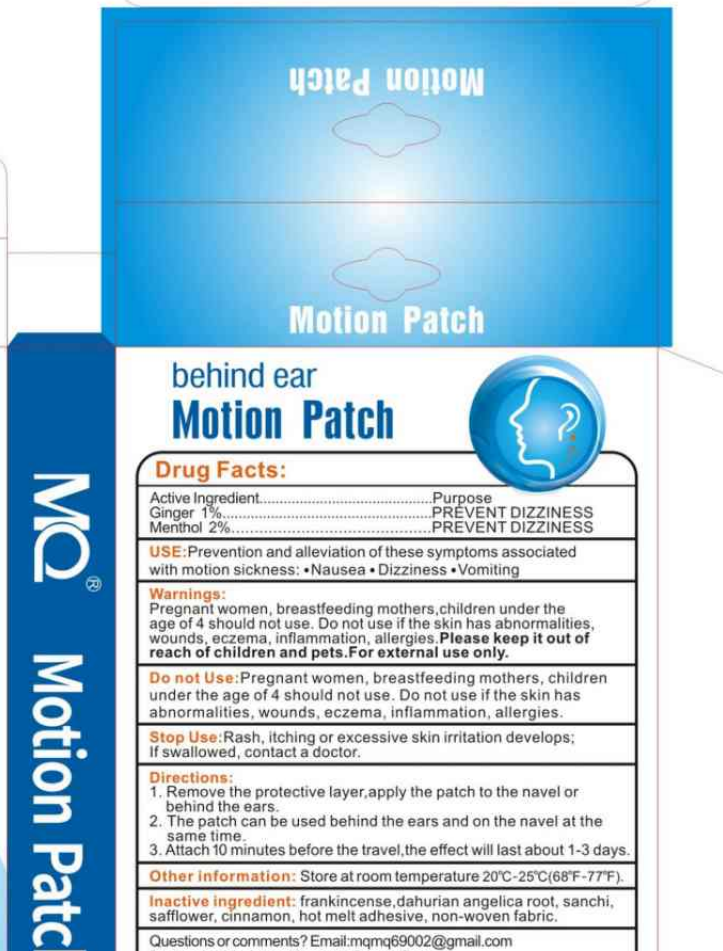 Motion Patch
Motion Patch
behind ear
Motion Patch
Drug Facts:
Active Ingredient..........................................Purpose
Ginger 1%....................................................PREVENT DIZZINESS
Menthol 2%......................................PREVENT DIZZINESS
USE:Prevention and alleviation of these symptoms associated
with motion sickness: •Nausea •Dizziness •Vomiting
Warnings:
Pregnant women, breastfeeding mothers,children under the
age of 4 should not use. Do not use if the skin has abnormalities,
wounds, eczema, inflammation, allergies.Please keep it out of
reach of children and pets.For external use only.
Do not Use:Pregnant women, breastfeeding mothers, children
under the age of 4 should not use. Do not use if the skin has
abnormalities, wounds, eczema, inflammation, allergies.
Stop Use:Rash, itching or excessive skin irritation develops;
If swallowed, contact a doctor.
Directions:
1. Remove the protective layer,apply the patch to the navel or
behind the ears.
2. The patch can be used behind the ears and on the navel at the
same time.
3. Attach 10 minutes before the travel,the effect will last about 1-3 days.
Other information: Store at room temperature 20℃-25℃(68℉-77℉).
Inactive ingredient: frankincense,dahurian angelica root, sanchi,
safflower, cinnamon, hot melt adhesive, non-woven fabric.
Questions or comments? Email:mqmq69002@gmail.com
MQ® Motion Patch